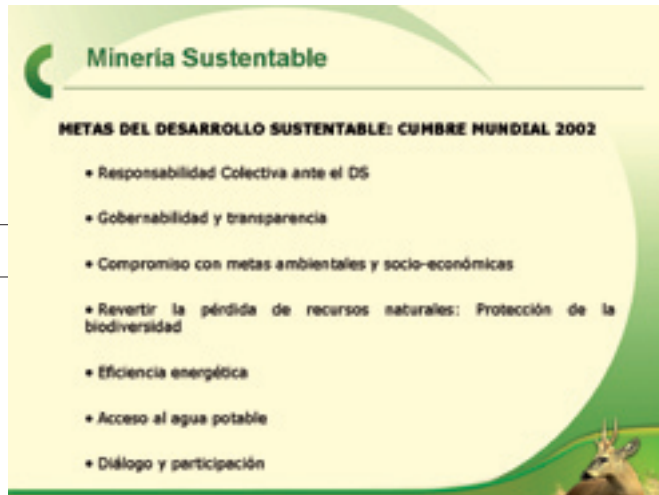 Minería Sustentable
METAS DEL DESARROLLO SUSTENTABLE: CUMBRE MUNDIAL 2002
• Responsabilidad Colectiva ante el DS
• Gobernabilidad y transparencia
• Compromiso con metas ambientales y socio-económicas
• Revertir la pérdida de recursos naturales: Protección de la
biodiversidad
• Eficiencia energética
• Acceso al agua potable
• Diálogo y participación